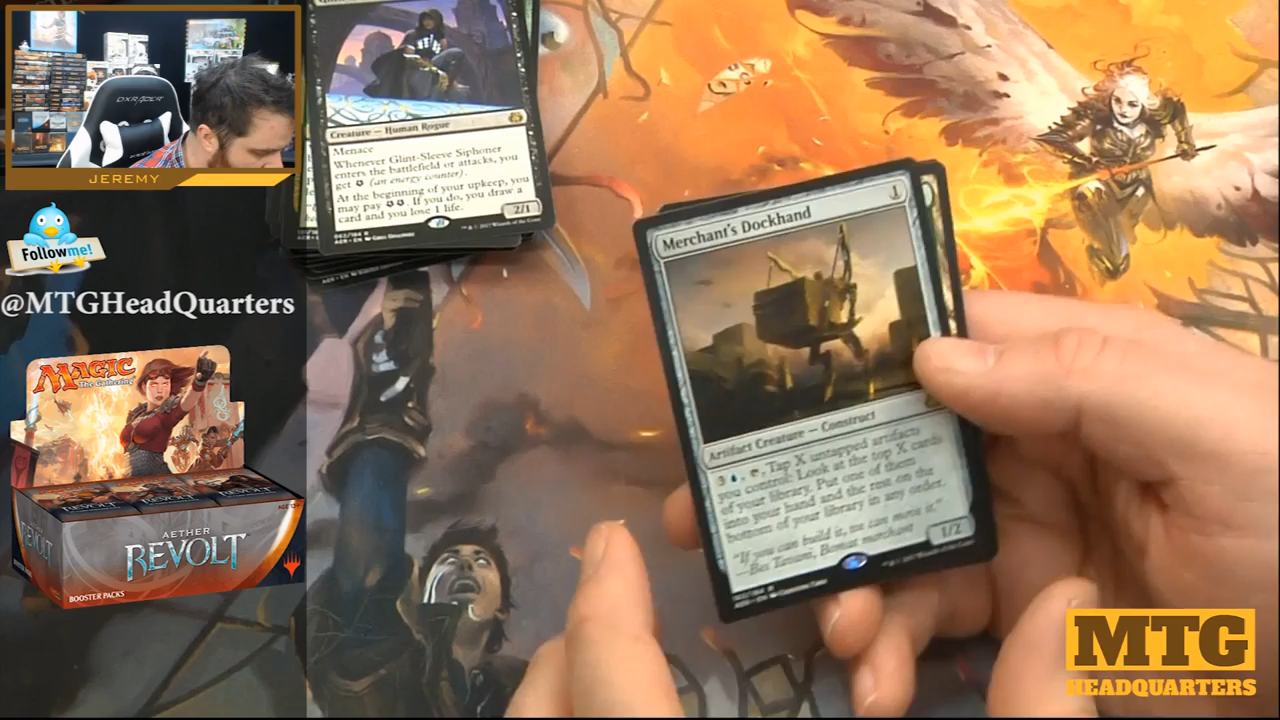 DXRACER
JEREMY
Follow me!
@MTGHeadQuarters
MAGIC
The Gathering
AETHER
REVOLT
REVOLT
BOOSTER PACKS
Creature — Human Rogue
Menace
Whenever Glint-Sleeve Siphoner
enters the battlefield or attacks, you
get (an energy counter).
At the beginning of your upkeep, you
may pay . If you do, you draw a
card and you lose 1 life.
2/1
Merchant's Dockhand
1
Artifact Creature — Construct
3, Tap X untapped artifacts
you control: Look at the top X cards
of your library. Put one of them
into your hand and the rest on the
bottom of your library in any order.
"If you can build it, we can move it."
—Bei Tasumi, Bomat merchant
1/2
MTG
HEADQUARTERS